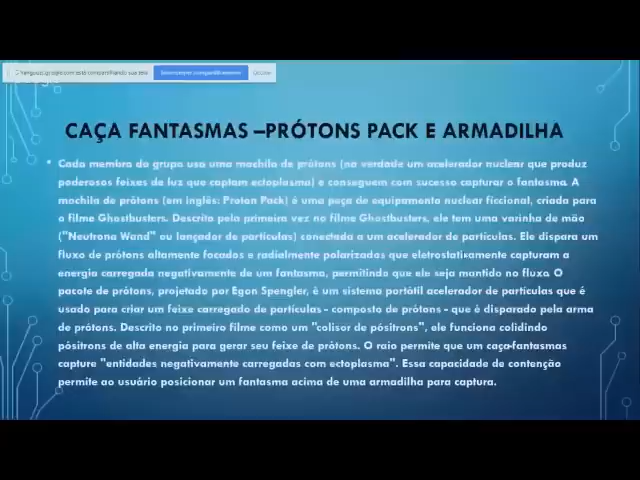 hangouts.google.com está compartilhando sua tela
Ocultar
CAÇA FANTASMAS –PRÓTONS PACK E ARMADILHA
• Cada membro do grupo usa uma mochila de prótons (na verdade um acelerador nuclear que produz
poderosos feixes de luz que captam ectoplasma) e conseguem com sucesso capturar o fantasma. A
mochila de prótons (em inglês: Proton Pack) é uma peça de equipamento nuclear ficcional, criada para
o filme Ghostbusters. Descrita pela primeira vez no filme Ghostbusters, ele tem uma varinha de mão
("Neutrona Wand" ou lançador de partículas) conectada a um acelerador de partículas. Ele dispara um
fluxo de prótons altamente focados e radialmente polarizados que eletrostaticamente capturam a
energia carregada negativamente de um fantasma, permitindo que ele seja mantido no fluxo. O
pacote de prótons, projetado por Egon Spengler, é um sistema portátil acelerador de partículas que é
usado para criar um feixe carregado de partículas - composto de prótons - que é disparado pela arma
de prótons. Descrito no primeiro filme como um "colisor de pósitrons", ele funciona colidindo
pósitrons de alta energia para gerar seu feixe de prótons. O raio permite que um caça-fantasmas
capture "entidades negativamente carregadas com ectoplasma". Essa capacidade de contenção
permite ao usuário posicionar um fantasma acima de uma armadilha para captura.